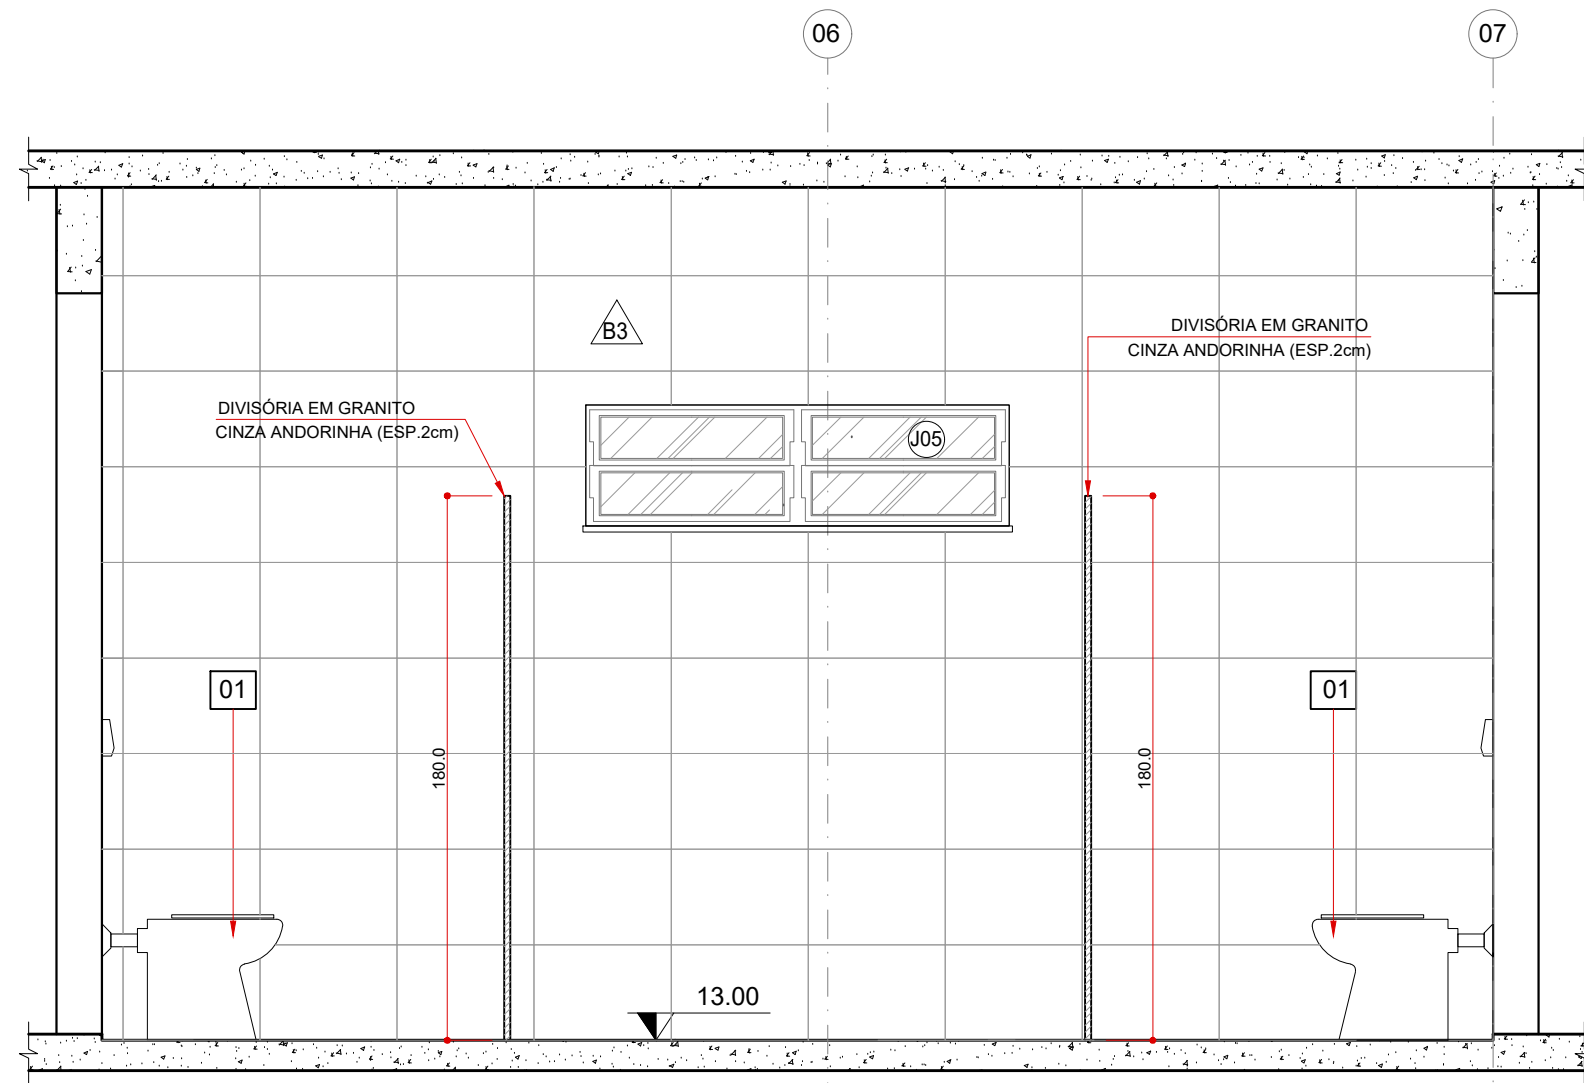 06
07
B3
DIVISÓRIA EM GRANITO
CINZA ANDORINHA (ESP.2cm)
DIVISÓRIA EM GRANITO
CINZA ANDORINHA (ESP.2cm)
J05
01
01
180.0
180.0
13.00